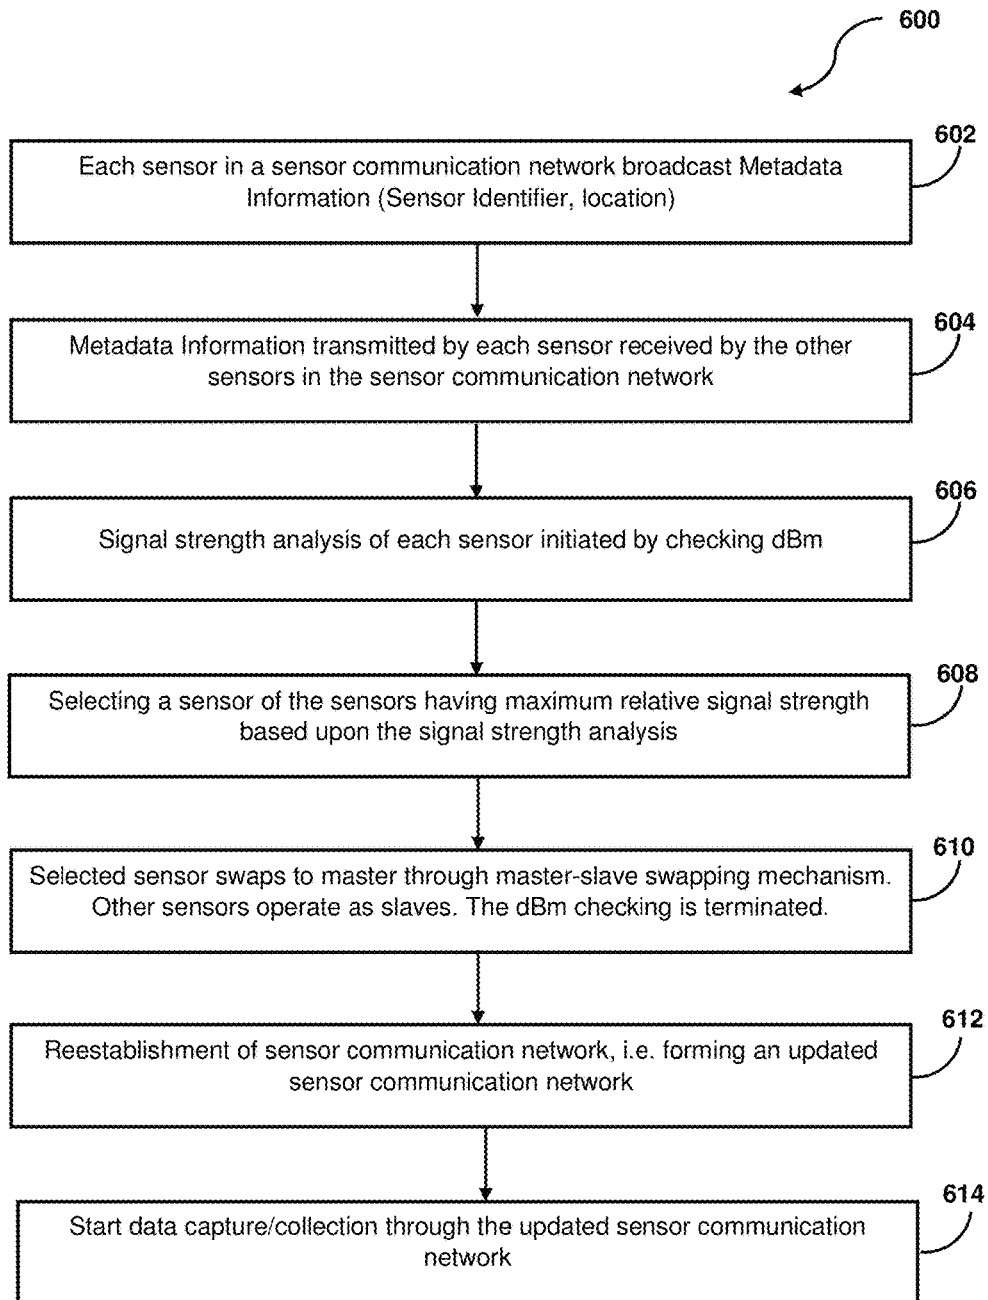 600
602
Each sensor in a sensor communication network broadcast Metadata
Information (Sensor Identifier, location)
604
Metadata Information transmitted by each sensor received by the other
sensors in the sensor communication network
606
Signal strength analysis of each sensor initiated by checking dBm
608
Selecting a sensor of the sensors having maximum relative signal strength
based upon the signal strength analysis
610
Selected sensor swaps to master through master-slave swapping mechanism.
Other sensors operate as slaves. The dBm checking is terminated.
612
Reestablishment of sensor communication network, i.e. forming an updated
sensor communication network
614
Start data capture/collection through the updated sensor communication
network